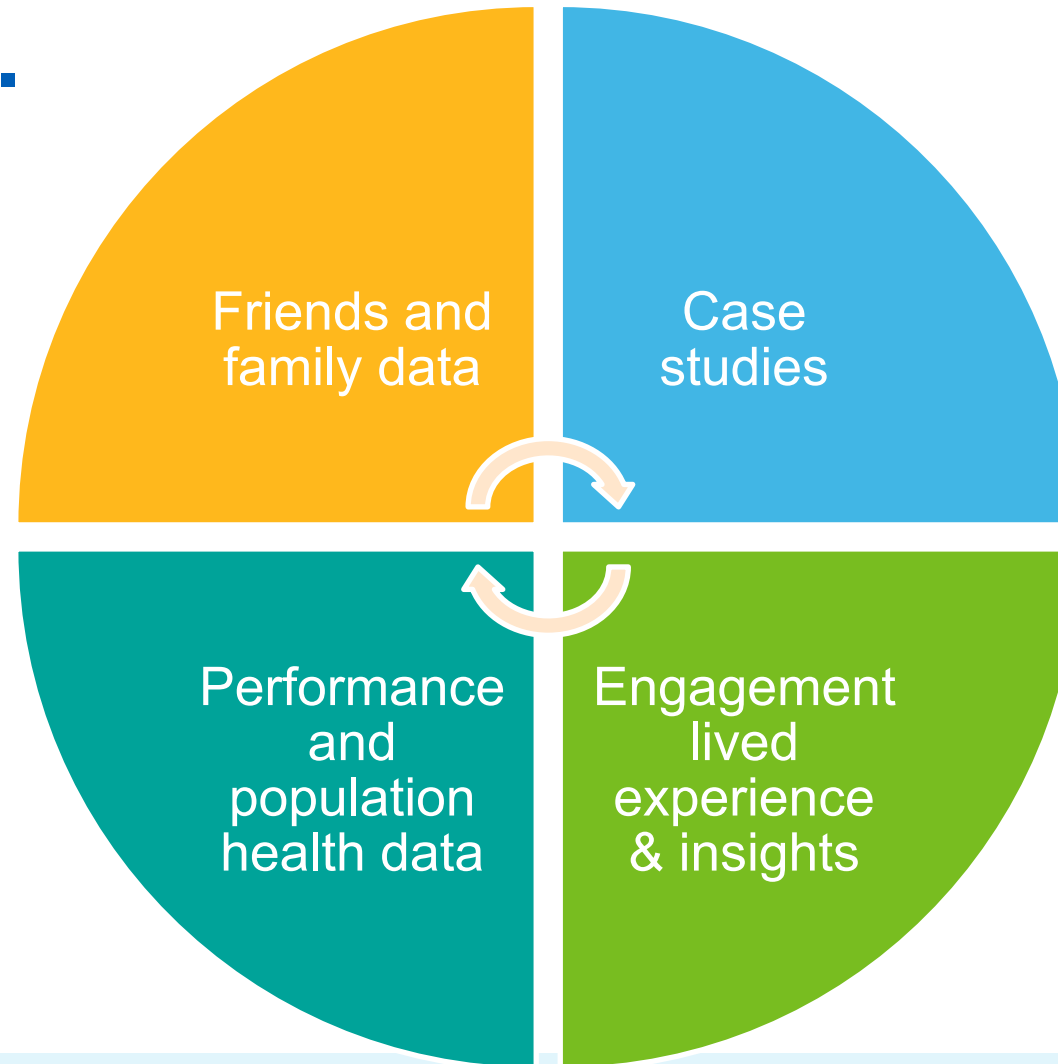 Friends and
family data
Case
studies
Performance
and
population
health data
Engagement
lived
experience
& insights